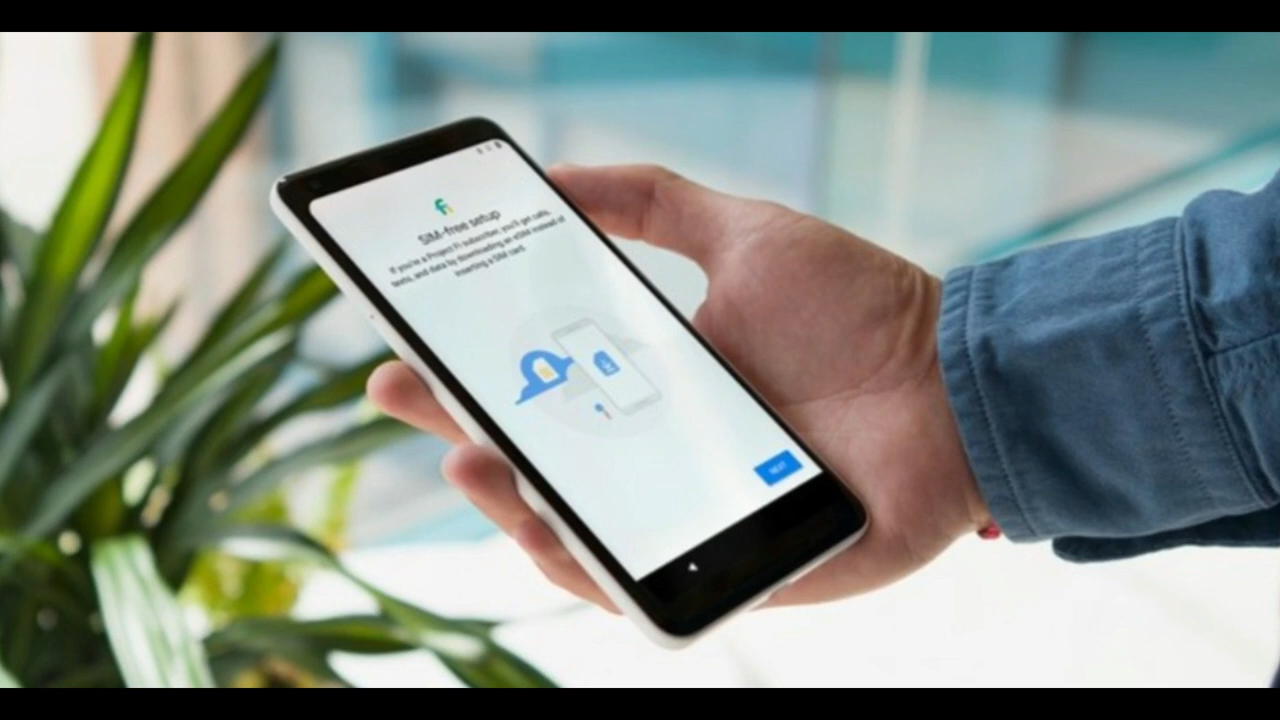 fi
SIM-free setup
If you're a Project Fi subscriber, you'll get calls,
texts, and data by downloading an eSIM instead of
inserting a SIM card.
NEXT